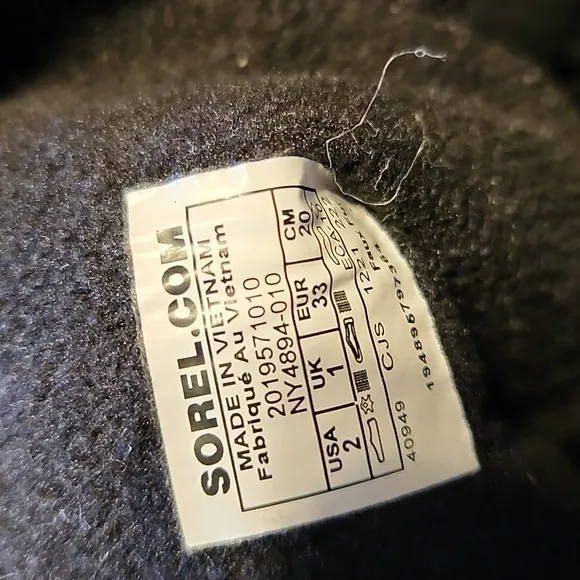 SOREL.COM
MADE IN VIETNAM
Fabriqué Au Vietnam
2019571010
NY4894-010
USA UK EUR CM
2 1 33 20
CJS
40949